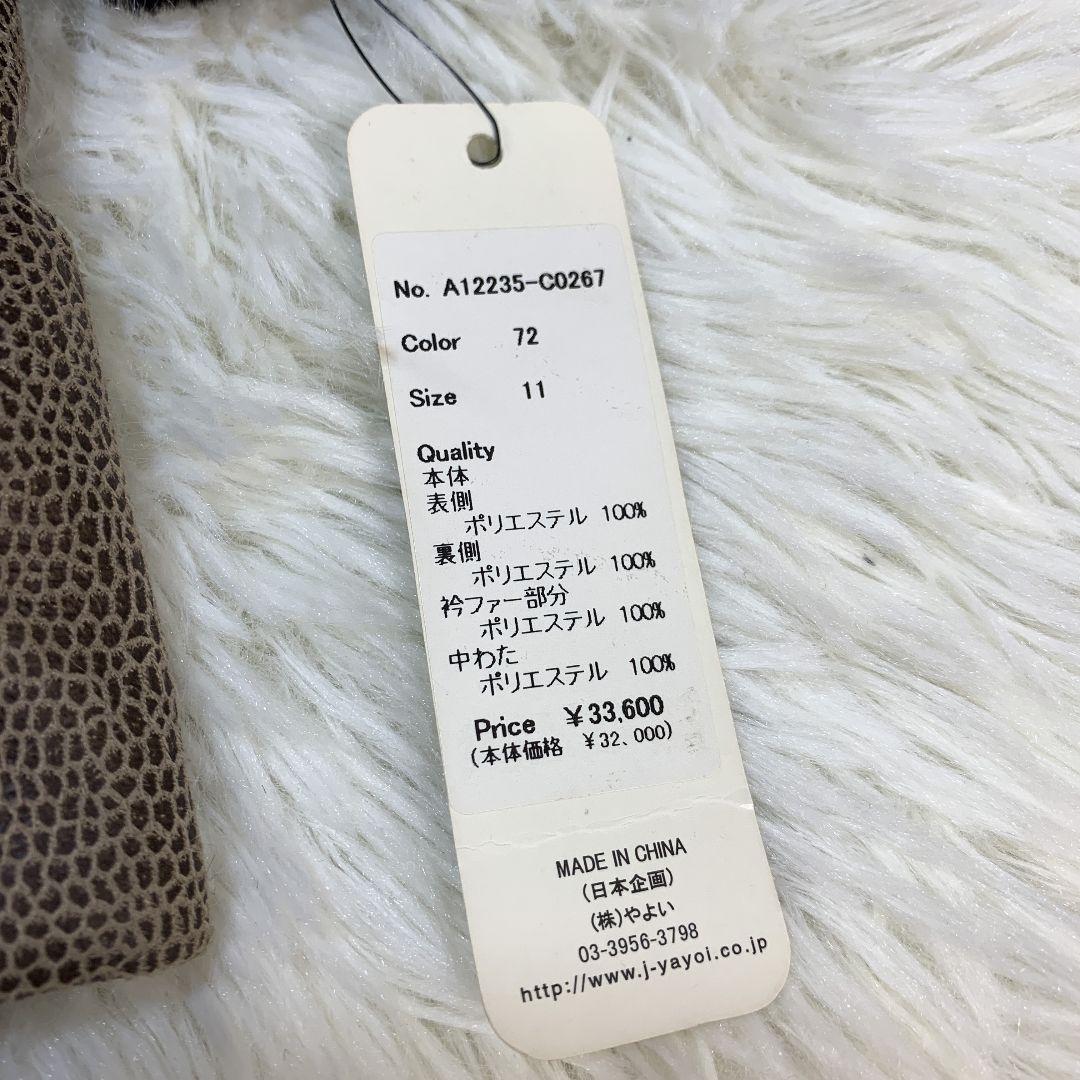 No. A12235-C0267
Color 72
Size 11
Quality
本体
表側
ポリエステル 100%
裏側
ポリエステル 100%
衿ファー部分
ポリエステル 100%
中わた
ポリエステル 100%
Price ¥33,600
(本体価格 ¥32、000)
MADE IN CHINA
(日本企画)
(株)やよい
03-3956-3798
http://www.j-yayoi.co.jp